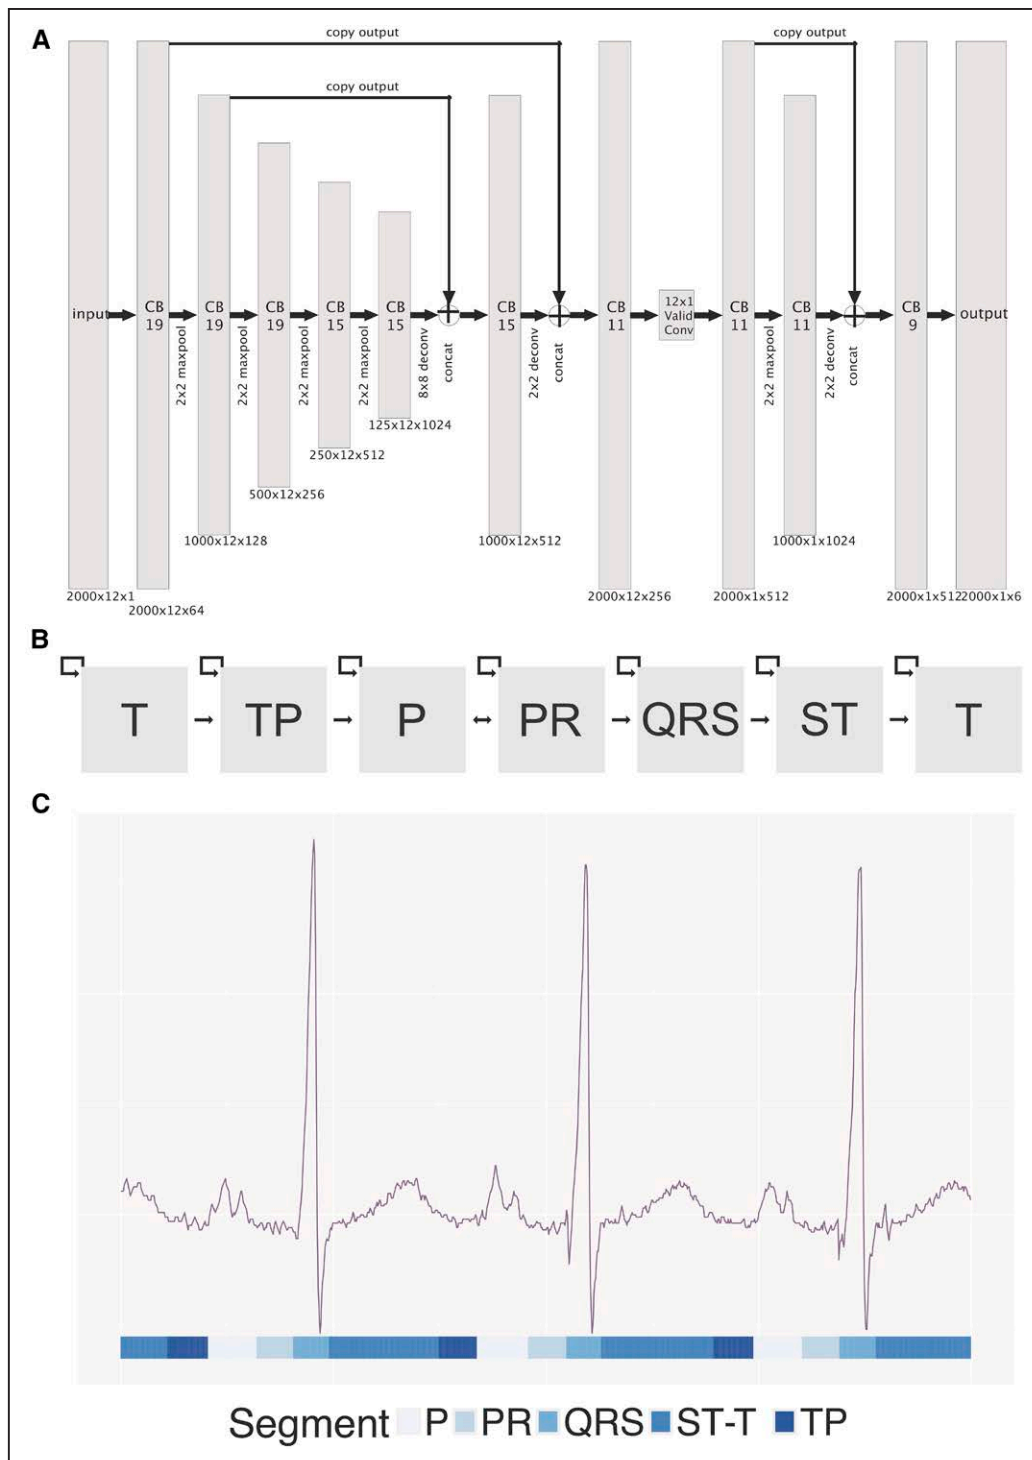 A
copy output
copy output
copy output
input
CB 19
2x2 maxpool
CB 19
2x2 maxpool
CB 19
2x2 maxpool
CB 15
2x2 maxpool
CB 15
8x8 deconv
concat
CB 15
2x2 deconv
concat
CB 11
12x1 Valid Conv
CB 11
2x2 maxpool
CB 11
2x2 deconv
concat
CB 9
output
125x12x1024
250x12x512
500x12x256
1000x12x128
1000x12x512
1000x1x1024
2000x12x1
2000x12x64
2000x12x256
2000x1x512
2000x1x512
2000x1x6
B
T TP P PR QRS ST T
C
Segment P PR QRS ST-T TP